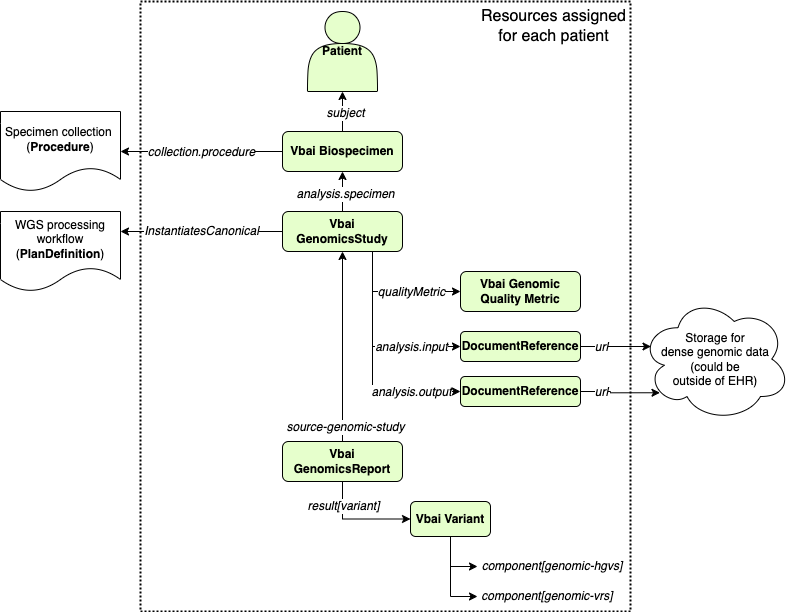 Resources assigned
for each patient
Patient
subject
Specimen collection
(Procedure)
collection.procedure
Vbai Biospecimen
analysis.specimen
WGS processing
workflow
(PlanDefinition)
InstantiatesCanonical
Vbai
GenomicsStudy
qualityMetric
Vbai Genomic
Quality Metric
analysis.input
DocumentReference
url
Storage for
dense genomic data
(could be
outside of EHR)
analysis.output
DocumentReference
url
source-genomic-study
Vbai
GenomicsReport
result[variant]
Vbai Variant
component[genomic-hgvs]
component[genomic-vrs]